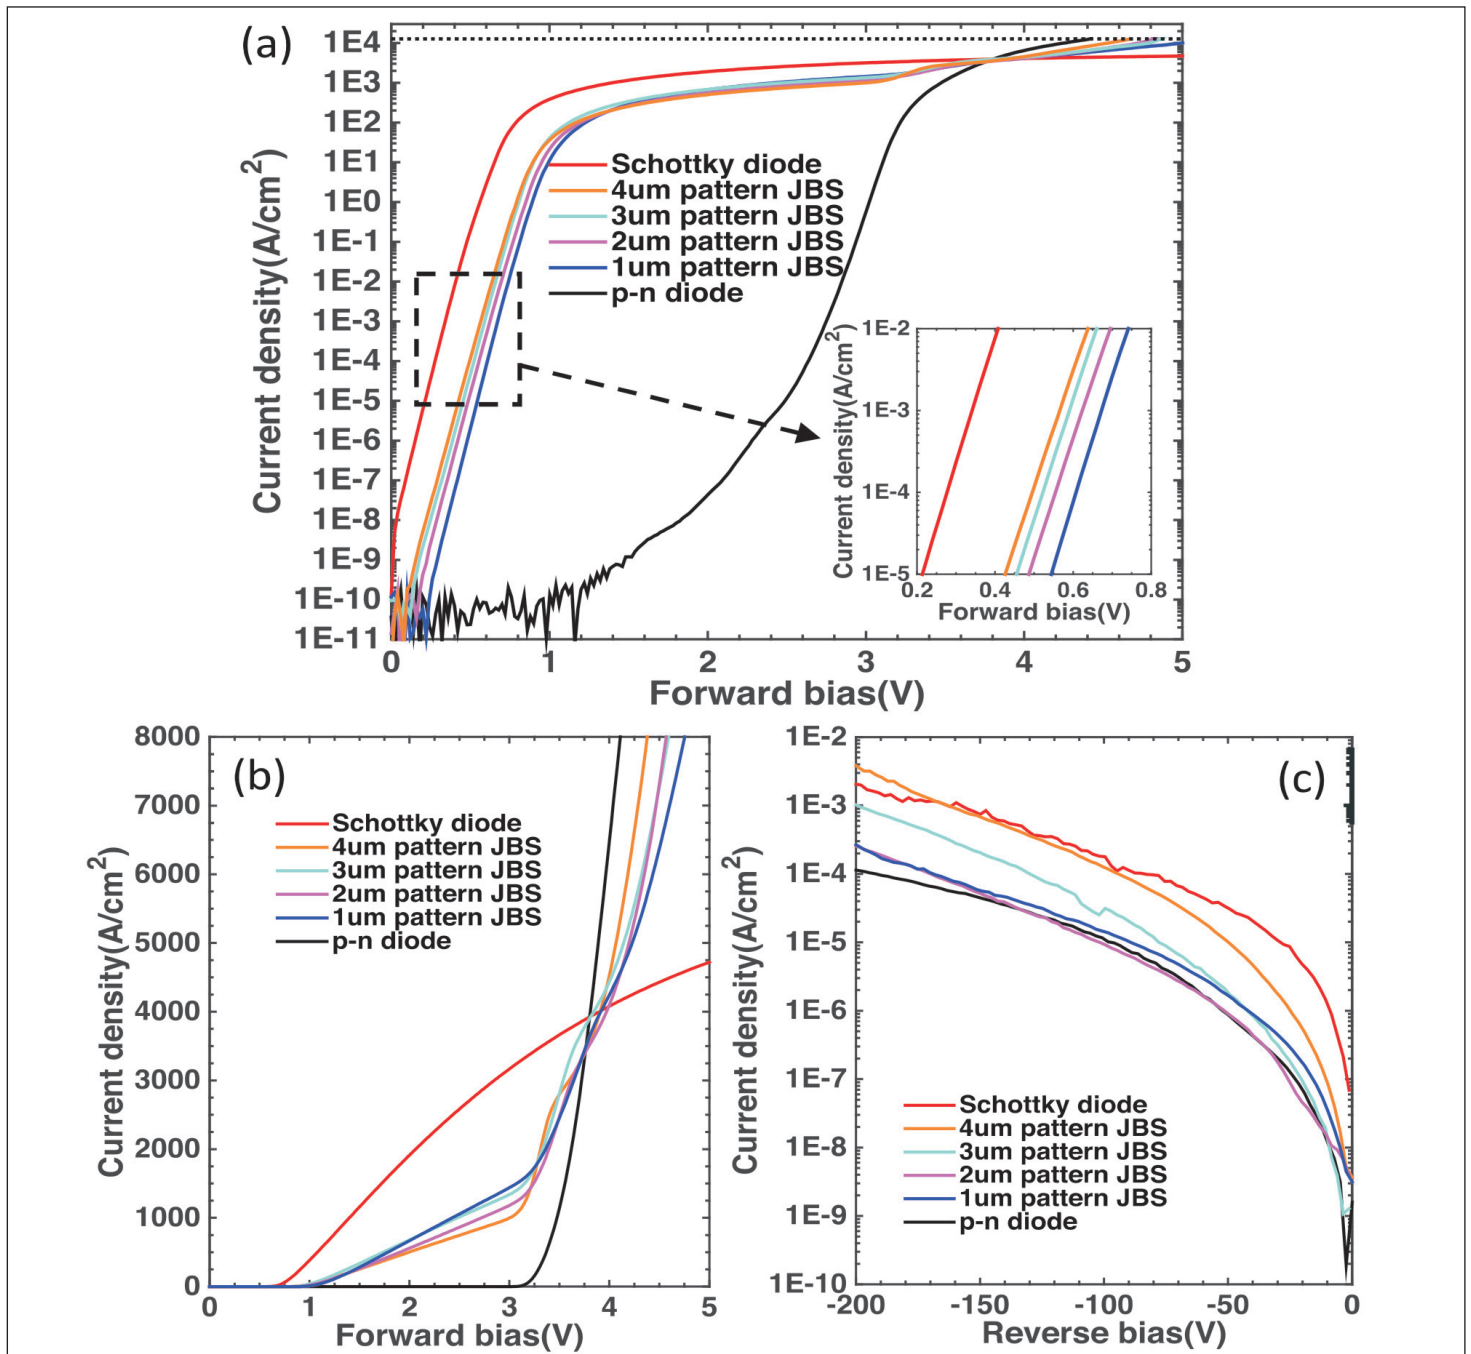 (a)
1E4
1E3
1E2
1E1
1E0
1E-1
1E-2
1E-3
1E-4
1E-5
1E-6
1E-7
1E-8
1E-9
1E-10
1E-11
Current density(A/cm²)
Schottky diode
4um pattern JBS
3um pattern JBS
2um pattern JBS
1um pattern JBS
p-n diode
1E-2
1E-3
1E-4
1E-5
Current density(A/cm²)
0.2 0.4 0.6 0.8
Forward bias(V)
0 1 2 3 4 5
Forward bias(V)
(b)
8000
7000
6000
5000
4000
3000
2000
1000
0
Current density(A/cm²)
Schottky diode
4um pattern JBS
3um pattern JBS
2um pattern JBS
1um pattern JBS
p-n diode
0 1 2 3 4 5
Forward bias(V)
(c)
1E-2
1E-3
1E-4
1E-5
1E-6
1E-7
1E-8
1E-9
1E-10
Current density(A/cm²)
Schottky diode
4um pattern JBS
3um pattern JBS
2um pattern JBS
1um pattern JBS
p-n diode
-200 -150 -100 -50 0
Reverse bias(V)